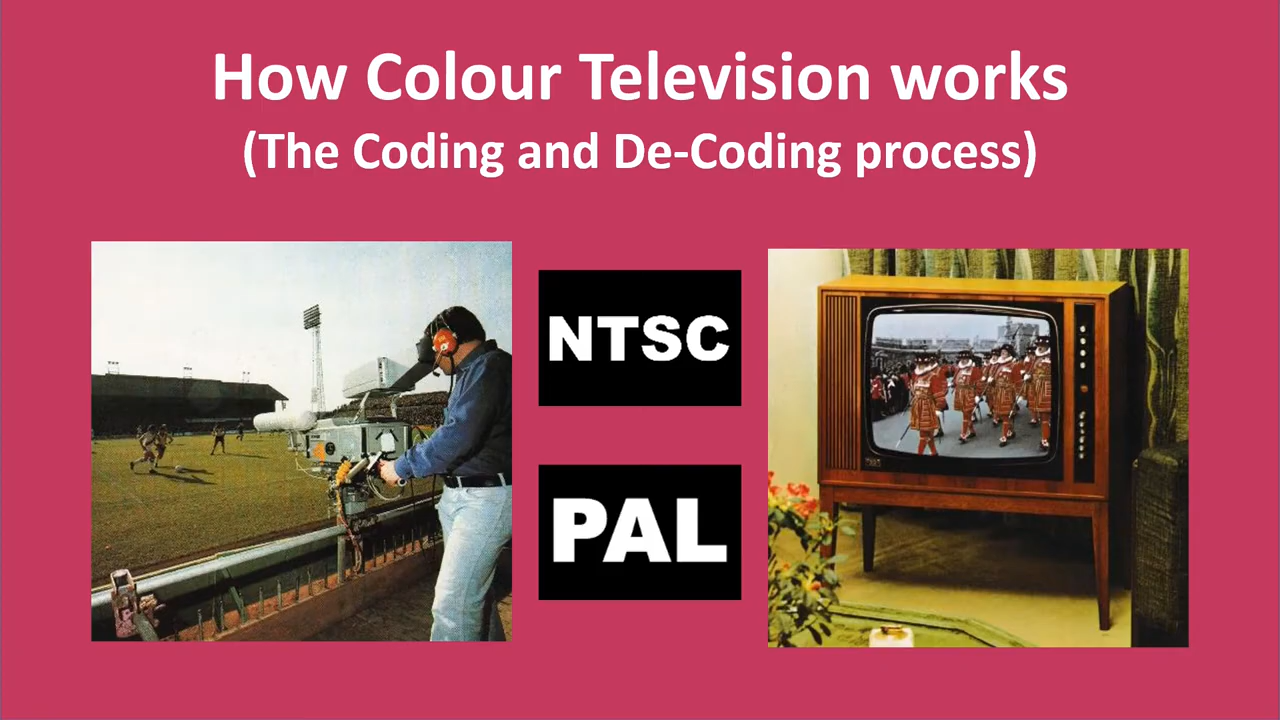 How Colour Television works
(The Coding and De-Coding process)
NTSC
PAL